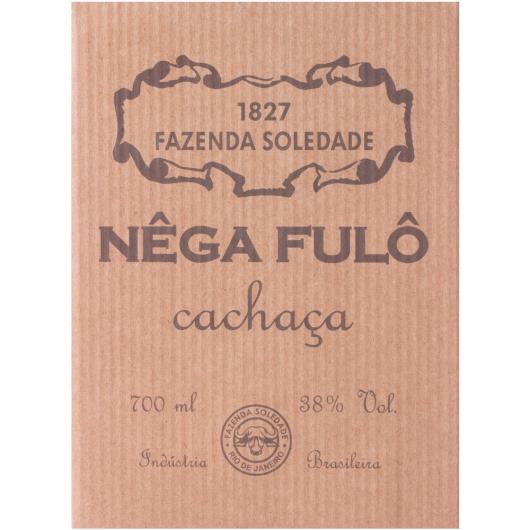 1827
FAZENDA SOLEDADE
NÊGA FULÔ
cachaça
700 ml 38% Vol.
FAZENDA SOLEDADE
RIO DE JANEIRO
Indústria Brasileira